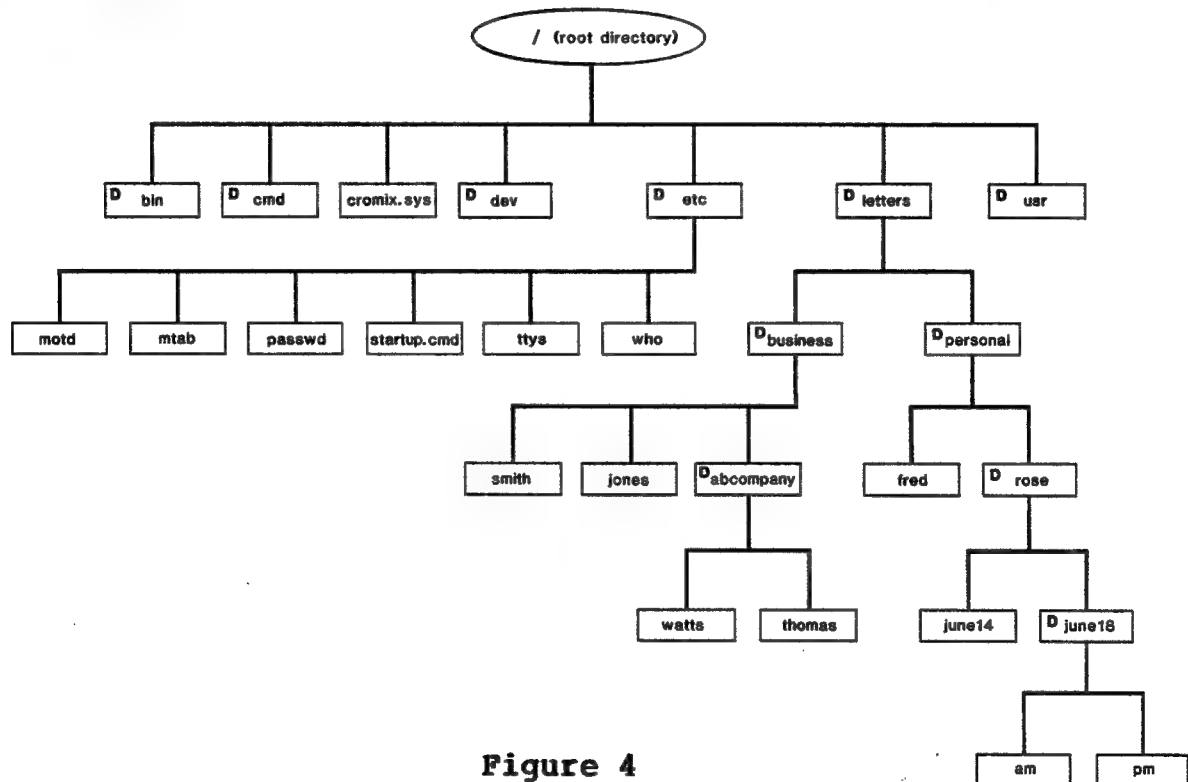 / (root directory)
D bin D cmd cromix.sys D dev D etc D letters D usr
motd mtab passwd startup.cmd ttys who D business D personal
smith jones D abcompany fred D rose
watts thomas june14 D june18
am pm
Figure 4